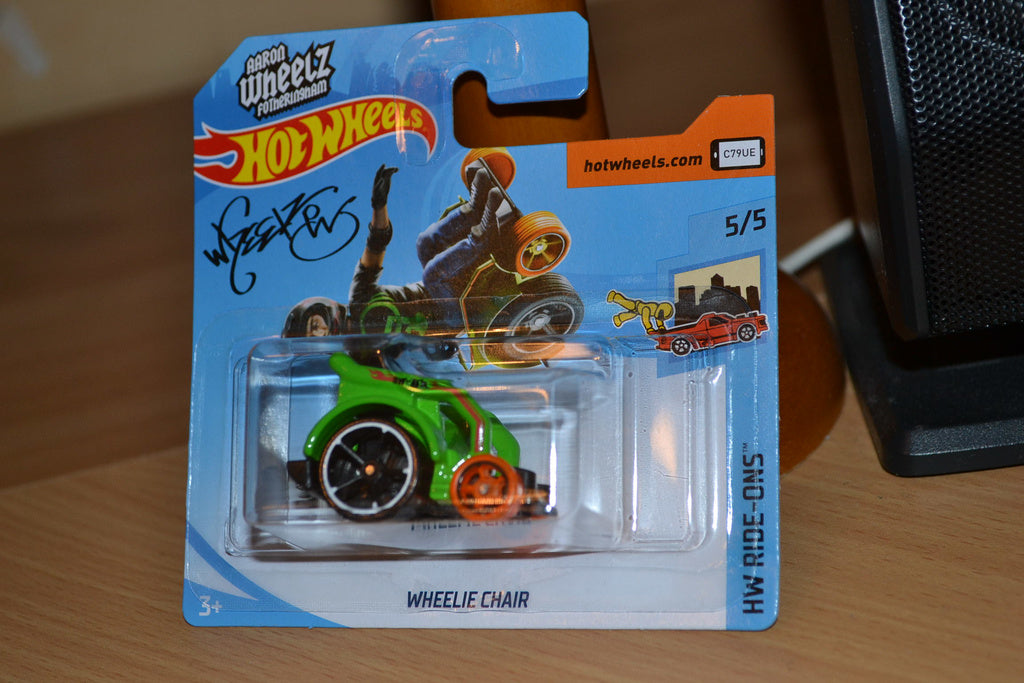 AARON
WHEELZ
FOTHERINGHAM
HOT WHEELS
hotwheels.com
C79UE
5/5
HW RIDE-ONS™
WHEELIE CHAIR
3+